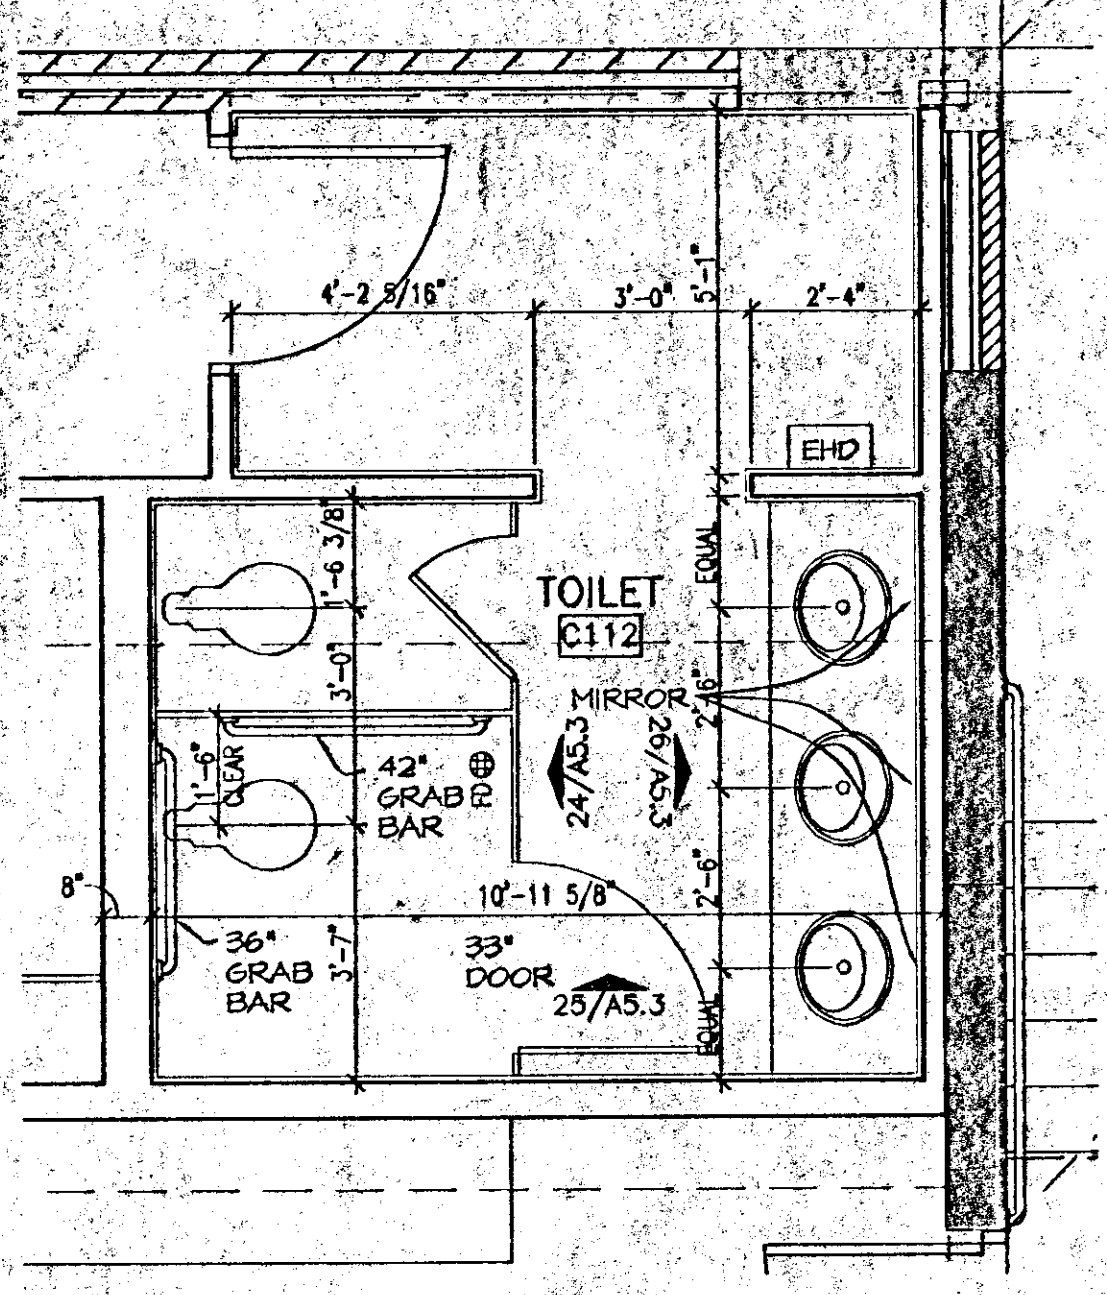 4'-2 5/16"
3'-0"
5'-1"
2'-4"
EHD
1'-6 3/8"
EQUAL
TOILET
C112
3'-0"
MIRROR
2'-6"
1'-6"
CLEAR
42"
GRAB
BAR
FD
24/A5.3
26/A5.3
8"
10'-11 5/8"
2'-6"
36"
GRAB
BAR
3'-7"
33"
DOOR
25/A5.3
EQUAL